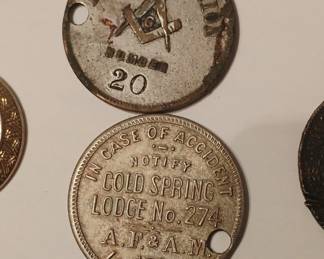 20
IN CASE OF ACCIDENT
NOTIFY
COLD SPRING
LODGE No. 274
A.F.& A.M.